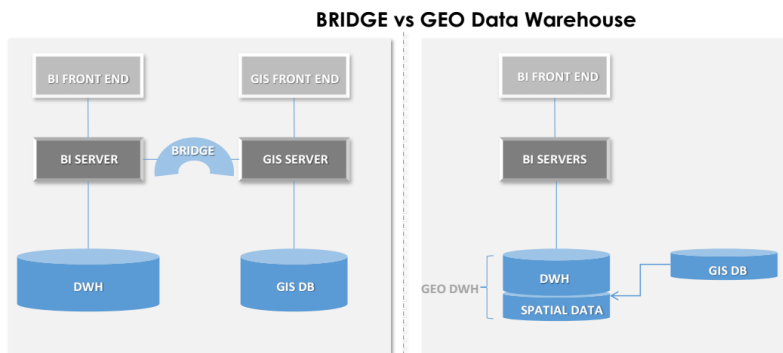 BRIDGE vs GEO Data Warehouse
BI FRONT END
GIS FRONT END
BI SERVER
BRIDGE
GIS SERVER
DWH
GIS DB
BI FRONT END
BI SERVERS
GEO DWH
DWH
SPATIAL DATA
GIS DB